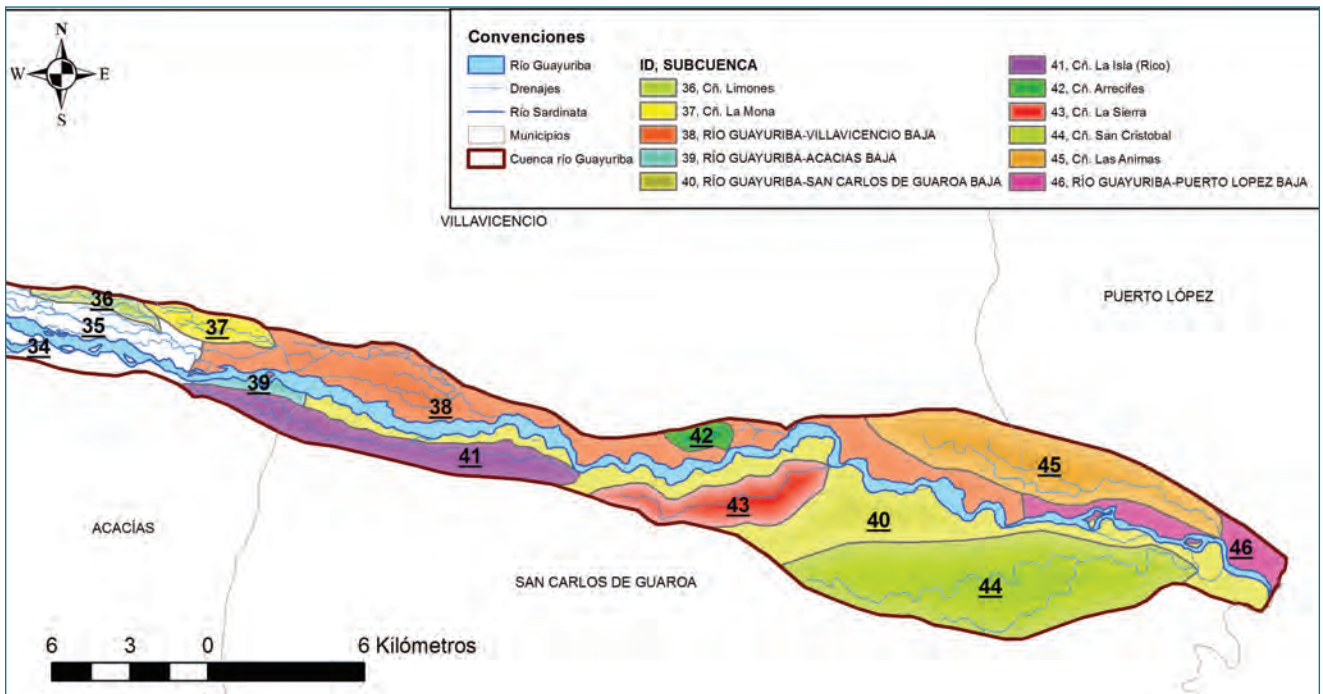 N
W E
S
Convenciones
Río Guayuriba
Drenajes
Río Sardinata
Municipios
Cuenca río Guayuriba
ID, SUBCUENCA
36, Cñ. Limones
37, Cñ. La Mona
38, RÍO GUAYURIBA-VILLAVICENCIO BAJA
39, RÍO GUAYURIBA-ACACIAS BAJA
40, RÍO GUAYURIBA-SAN CARLOS DE GUAROA BAJA
41, Cñ. La Isla (Rico)
42, Cñ. Arrecifes
43, Cñ. La Sierra
44, Cñ. San Cristobal
45, Cñ. Las Animas
46, RÍO GUAYURIBA-PUERTO LOPEZ BAJA
VILLAVICENCIO
PUERTO LÓPEZ
36
35
37
34
39
38
42
41
45
43
40
46
ACACÍAS
SAN CARLOS DE GUAROA
44
6 3 0 6 Kilómetros